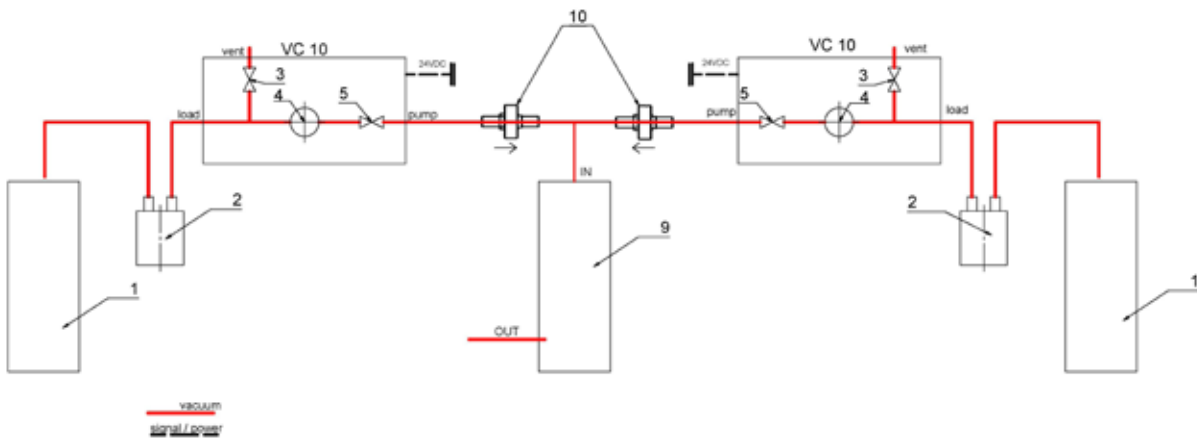 10
VC 10
VC 10
vent
vent
24VDC
24VDC
3
3
4
4
5
5
load
pump
pump
load
IN
2
2
9
1
1
OUT
vacuum
signal / power